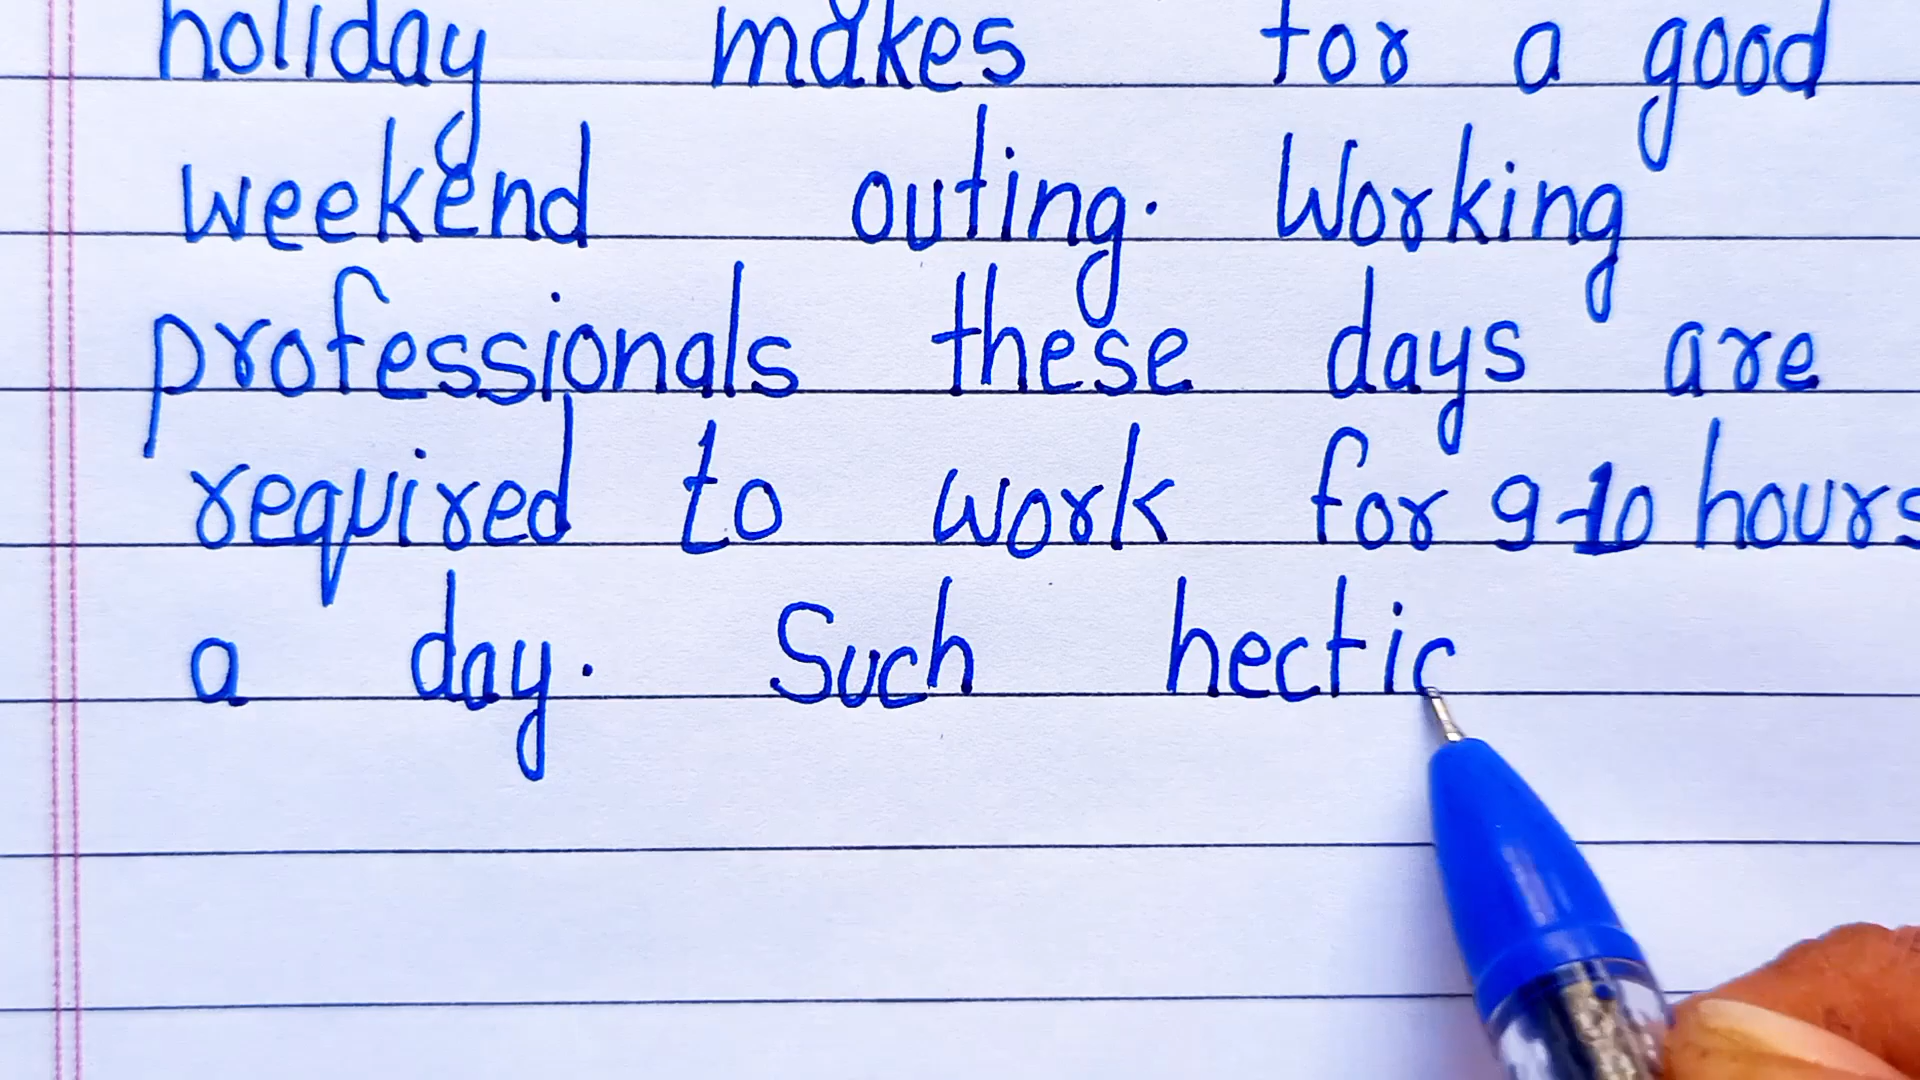 holiday makes for a good
weekend outing. Working
professionals these days are
required to work for 9-10 hours
a day. Such hectic